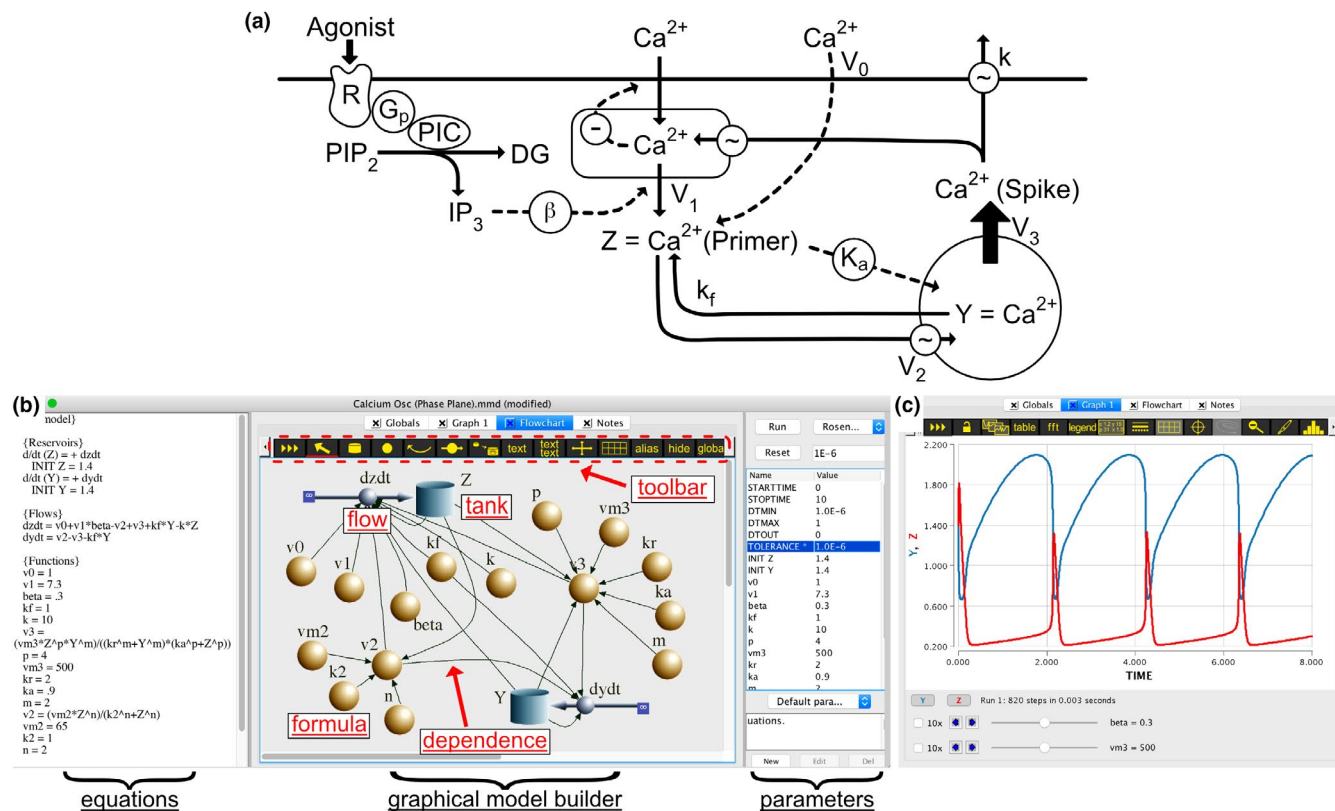 (a)
Agonist
Ca2+
Ca2+
V0
k
~
R
Gp
PIC
PIP2
DG
-
Ca2+
~
Ca2+ (Spike)
IP3
β
V1
V3
Z = Ca2+ (Primer)
Ka
kf
Y = Ca2+
~
V2
(b)
Calcium Osc (Phase Plane).mmd (modified)
model}
{Reservoirs}
d/dt (Z) = + dzdt
INIT Z = 1.4
d/dt (Y) = + dydt
INIT Y = 1.4
{Flows}
dzdt = v0+v1*beta-v2+v3+kf*Y-k*Z
dydt = v2-v3-kf*Y
{Functions}
v0 = 1
v1 = 7.3
beta = .3
kf = 1
k = 10
v3 =
(vm3*Z^p*Y^m)/((kr^m+Y^m)*(ka^p+Z^p))
p = 4
vm3 = 500
kr = 2
ka = .9
m = 2
v2 = (vm2*Z^n)/(k2^n+Z^n)
vm2 = 65
k2 = 1
n = 2
Globals
Graph 1
Flowchart
Notes
text
text
text
alias
hide
globa
toolbar
dzdt
Z
tank
flow
p
vm3
v0
v1
kf
k
v3
kr
ka
beta
m
vm2
v2
k2
n
Y
dydt
formula
dependence
Run
Rosen...
Reset
1E-6
Name Value
STARTTIME 0
STOPTIME 10
DTMIN 1.0E-6
DTMAX 1
DTOUT 0
TOLERANCE * 1.0E-6
INIT Z 1.4
INIT Y 1.4
v0 1
v1 7.3
beta 0.3
kf 1
k 10
p 4
vm3 500
kr 2
ka 0.9
m 2
Default para...
uations.
New
Edit
Del
equations
graphical model builder
parameters
(c)
Globals
Graph 1
Flowchart
Notes
table
fft
legend
2.200
1.800
1.400
1.000
0.600
0.200
Y, Z
0.000
2.000
4.000
6.000
8.000
TIME
Y
Z
Run 1: 820 steps in 0.003 seconds
10x
beta = 0.3
10x
vm3 = 500